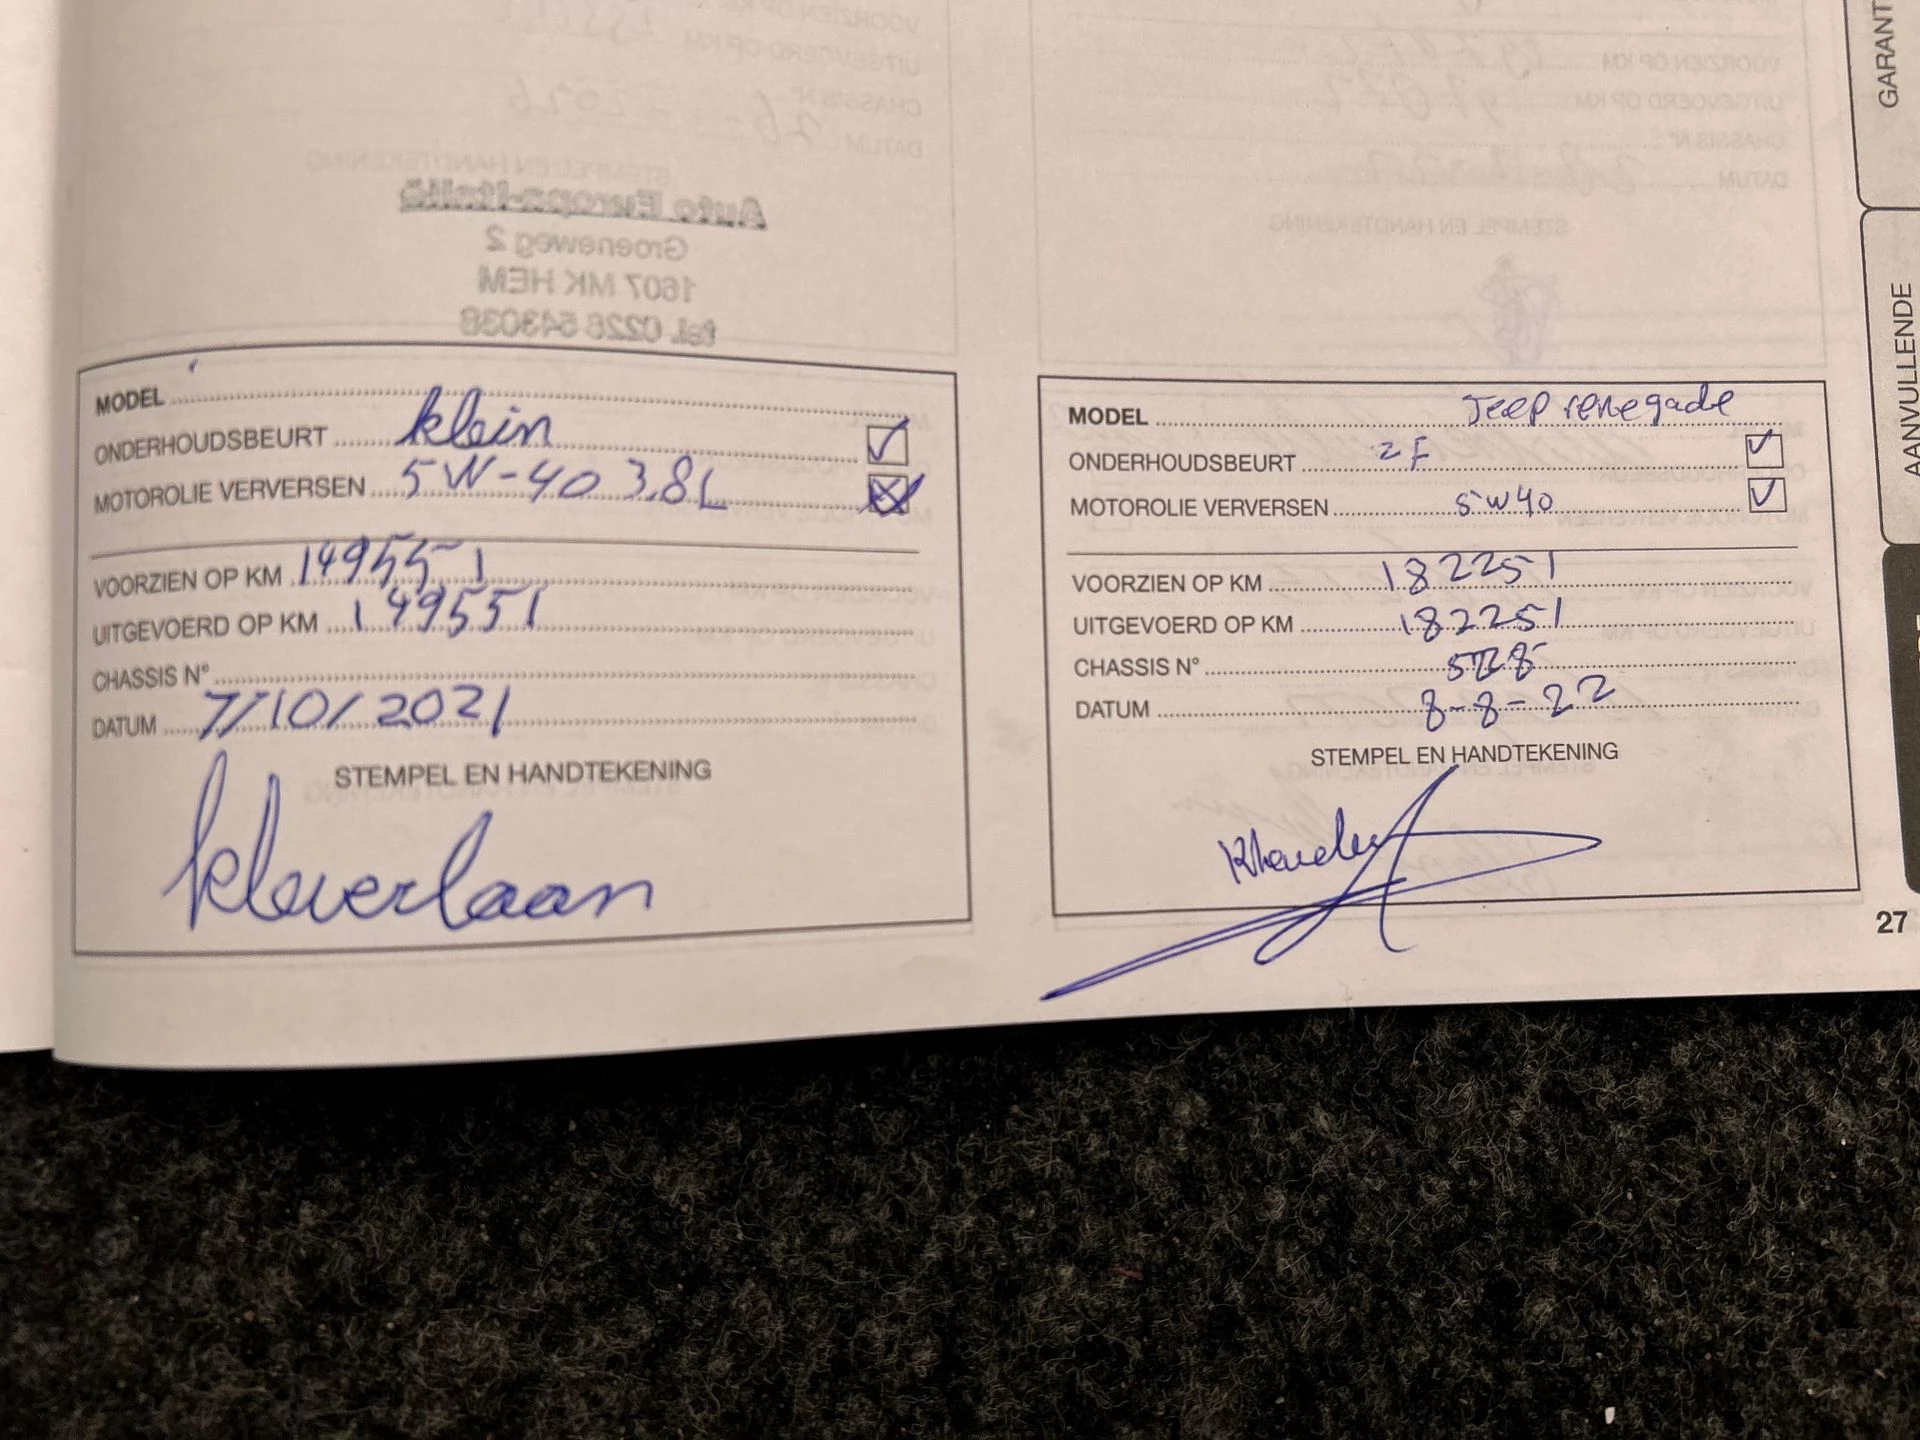 GARANT
AANVULLENDE
Auto Europa-Italië
Groeneweg 2
1607 MK HEM
tel. 0228 543038
MODEL
ONDERHOUDSBEURT klein
MOTOROLIE VERVERSEN 5W-40 3.8L
VOORZIEN OP KM 149551
UITGEVOERD OP KM 149551
CHASSIS N°
DATUM 7/10/2021
STEMPEL EN HANDTEKENING
kleverlaan
MODEL Jeep renegade
ONDERHOUDSBEURT 2F
MOTOROLIE VERVERSEN 5W40
VOORZIEN OP KM 182251
UITGEVOERD OP KM 182251
CHASSIS N°
DATUM 8-8-22
STEMPEL EN HANDTEKENING
27